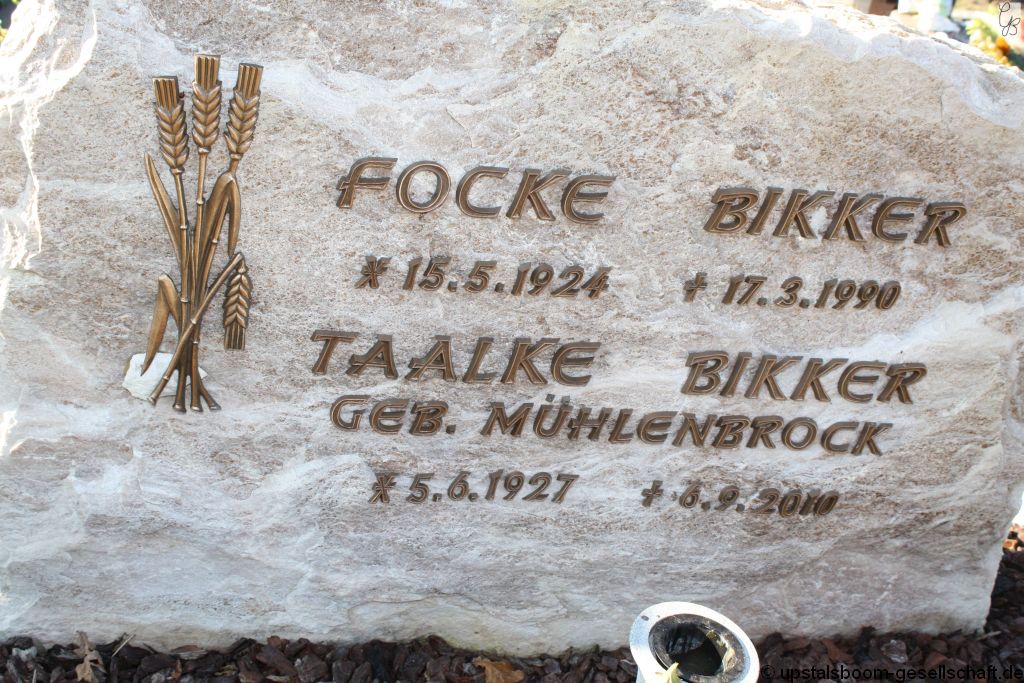 FOCKE BIKKER
* 15.5.1924 † 17.3.1990
TAALKE BIKKER
GEB. MÜHLENBROCK
* 5.6.1927 † 6.9.2010
© upstalsboom-gesellschaft.de